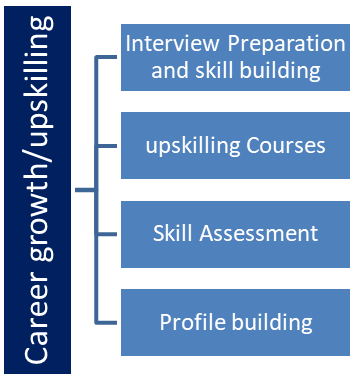 Career growth/upskilling
Interview Preparation
and skill building
upskilling Courses
Skill Assessment
Profile building